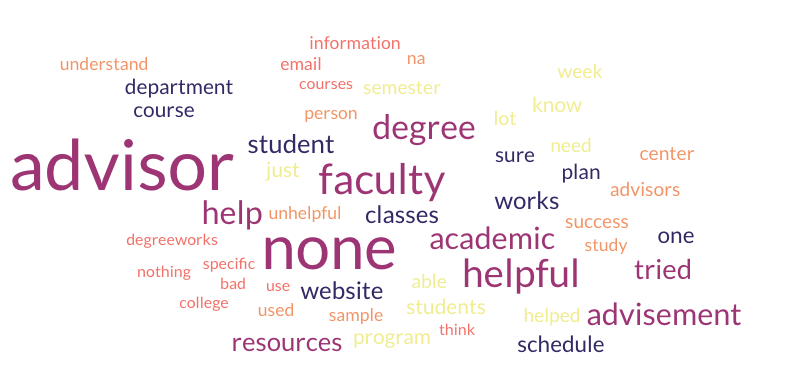 information
understand email na
week
department courses semester
course person know
lot
degree
student need
advisor just sure center
faculty plan
advisors
works
help unhelpful classes success
degreeworks none academic study one
nothing specific helpful tried
bad use website able
college used students
sample helped advisement
resources program think schedule